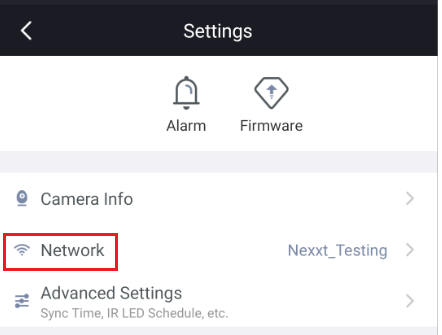 Settings
Alarm
Firmware
Camera Info
Network
Nexxt_Testing
Advanced Settings
Sync Time, IR LED Schedule, etc.